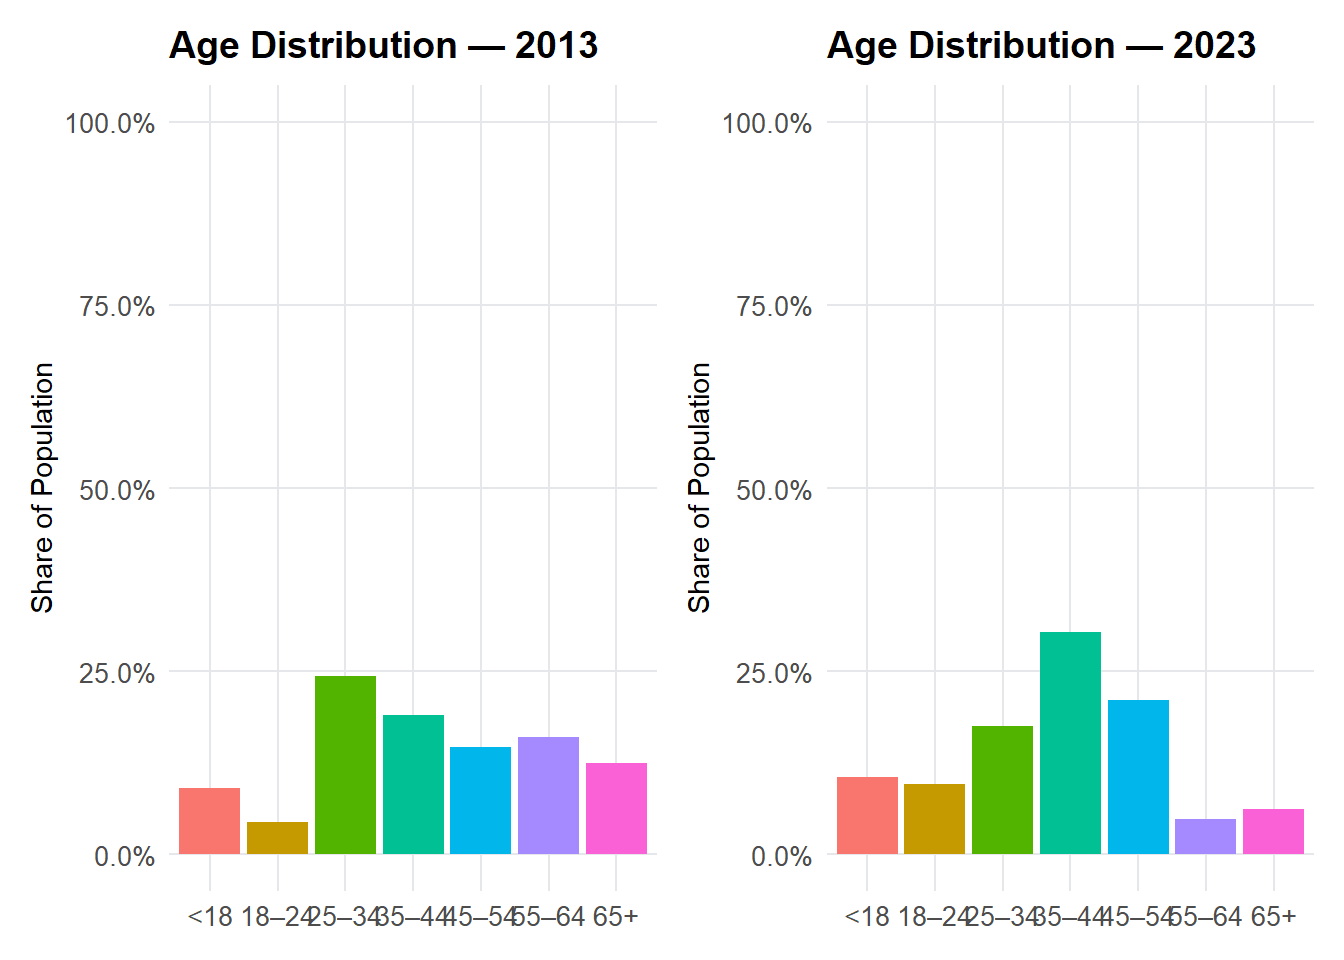 Age Distribution — 2013
100.0%
75.0%
50.0%
25.0%
0.0%
Share of Population
<18 18–24 25–34 35–44 45–54 55–64 65+
Age Distribution — 2023
100.0%
75.0%
50.0%
25.0%
0.0%
Share of Population
<18 18–24 25–34 35–44 45–54 55–64 65+